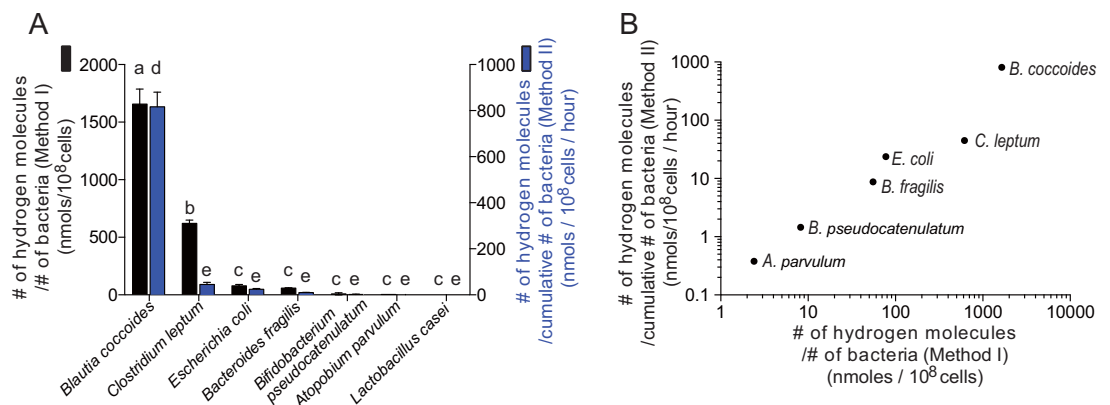 A
# of hydrogen molecules
/# of bacteria (Method I)
(nmols/10⁸cells)
2000
1500
1000
500
0
a d
b
e
c e
c e
c e
c e
c e
1000
800
600
400
200
0
# of hydrogen molecules
/cumulative # of bacteria (Method II)
(nmols / 10⁸cells / hour)
Blautia coccoides
Clostridium leptum
Escherichia coli
Bacteroides fragilis
Bifidobacterium
pseudocatenulatum
Atopobium parvulum
Lactobacillus casei
B
# of hydrogen molecules
/cumulative # of bacteria (Method II)
(nmols/10⁸cells / hour)
1000
100
10
1
0.1
B. coccoides
C. leptum
E. coli
B. fragilis
B. pseudocatenulatum
A. parvulum
1 10 100 1000 10000
# of hydrogen molecules
/# of bacteria (Method I)
(nmoles / 10⁸ cells)